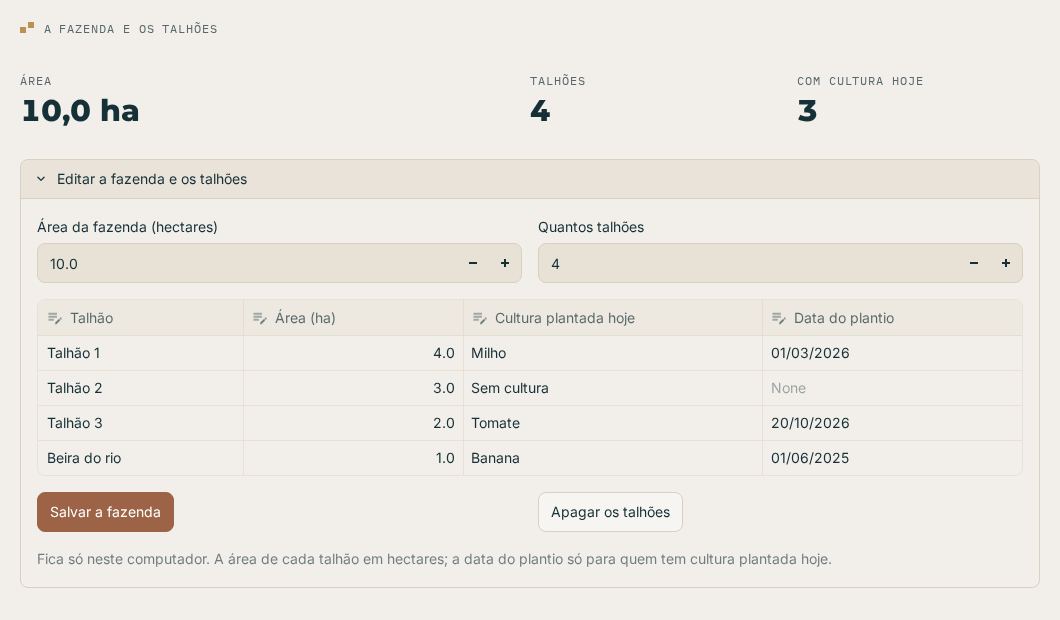 A FAZENDA E OS TALHÕES
ÁREA TALHÕES COM CULTURA HOJE
10,0 ha 4 3
Editar a fazenda e os talhões
Área da fazenda (hectares) Quantos talhões
10.0 − + 4 − +
Talhão Área (ha) Cultura plantada hoje Data do plantio
Talhão 1 4.0 Milho 01/03/2026
Talhão 2 3.0 Sem cultura None
Talhão 3 2.0 Tomate 20/10/2026
Beira do rio 1.0 Banana 01/06/2025
Salvar a fazenda Apagar os talhões
Fica só neste computador. A área de cada talhão em hectares; a data do plantio só para quem tem cultura plantada hoje.